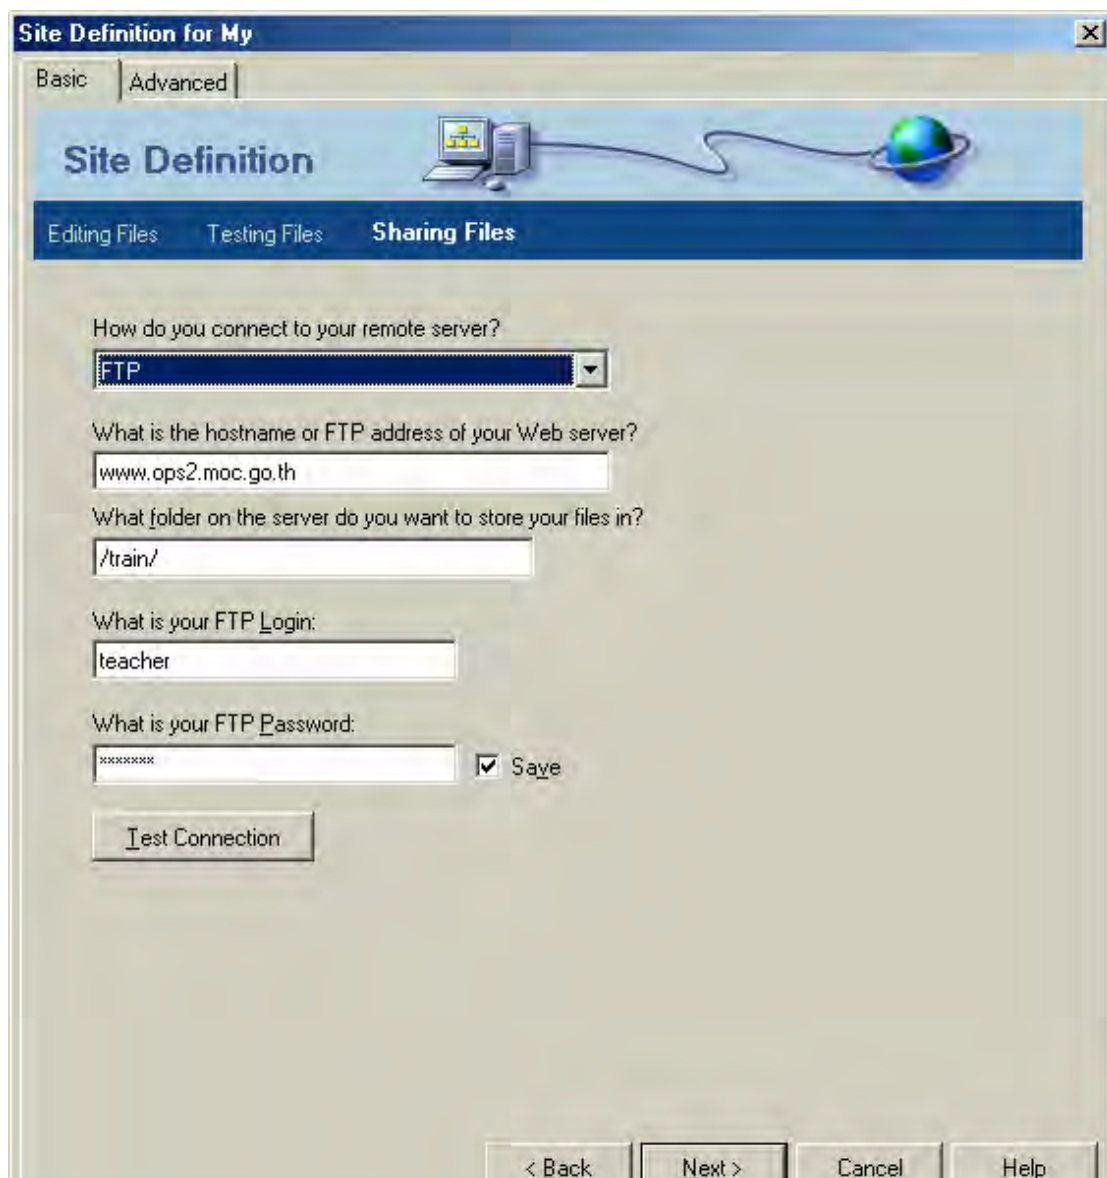 Site Definition for My
Basic Advanced
Site Definition
Editing Files Testing Files Sharing Files
How do you connect to your remote server?
FTP
What is the hostname or FTP address of your Web server?
www.ops2.moc.go.th
What folder on the server do you want to store your files in?
/train/
What is your FTP Login:
teacher
What is your FTP Password:
*******
Save
Test Connection
< Back Next > Cancel Help